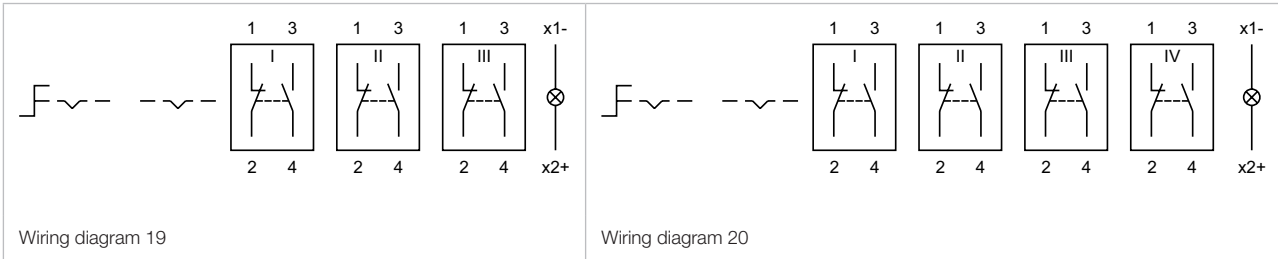 1 3 1 3 1 3 x1-
I II III
2 4 2 4 2 4 x2+
Wiring diagram 19
1 3 1 3 1 3 1 3 x1-
I II III IV
2 4 2 4 2 4 2 4 x2+
Wiring diagram 20